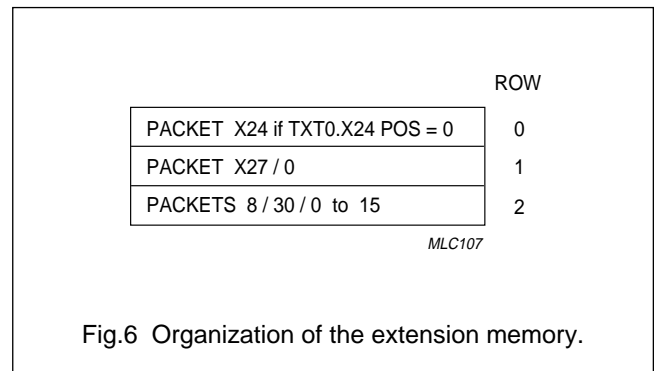 ROW
PACKET X24 if TXT0.X24 POS = 0 0
PACKET X27 / 0 1
PACKETS 8 / 30 / 0 to 15 2
MLC107
Fig.6 Organization of the extension memory.